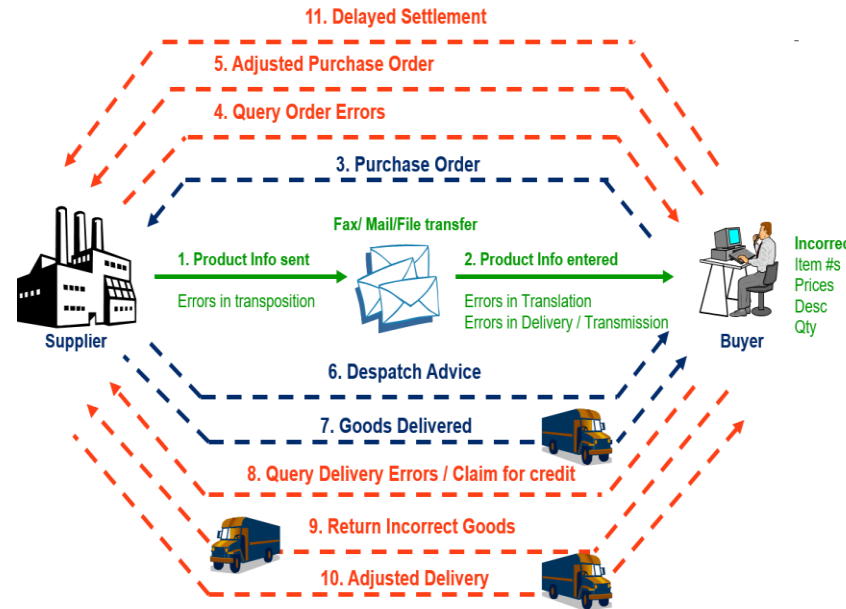 11. Delayed Settlement
5. Adjusted Purchase Order
4. Query Order Errors
3. Purchase Order
Fax/ Mail/File transfer
1. Product Info sent
2. Product Info entered
Errors in transposition
Errors in Translation
Errors in Delivery / Transmission
Incorrec
Item #s
Prices
Desc
Qty
Supplier
Buyer
6. Despatch Advice
7. Goods Delivered
8. Query Delivery Errors / Claim for credit
9. Return Incorrect Goods
10. Adjusted Delivery